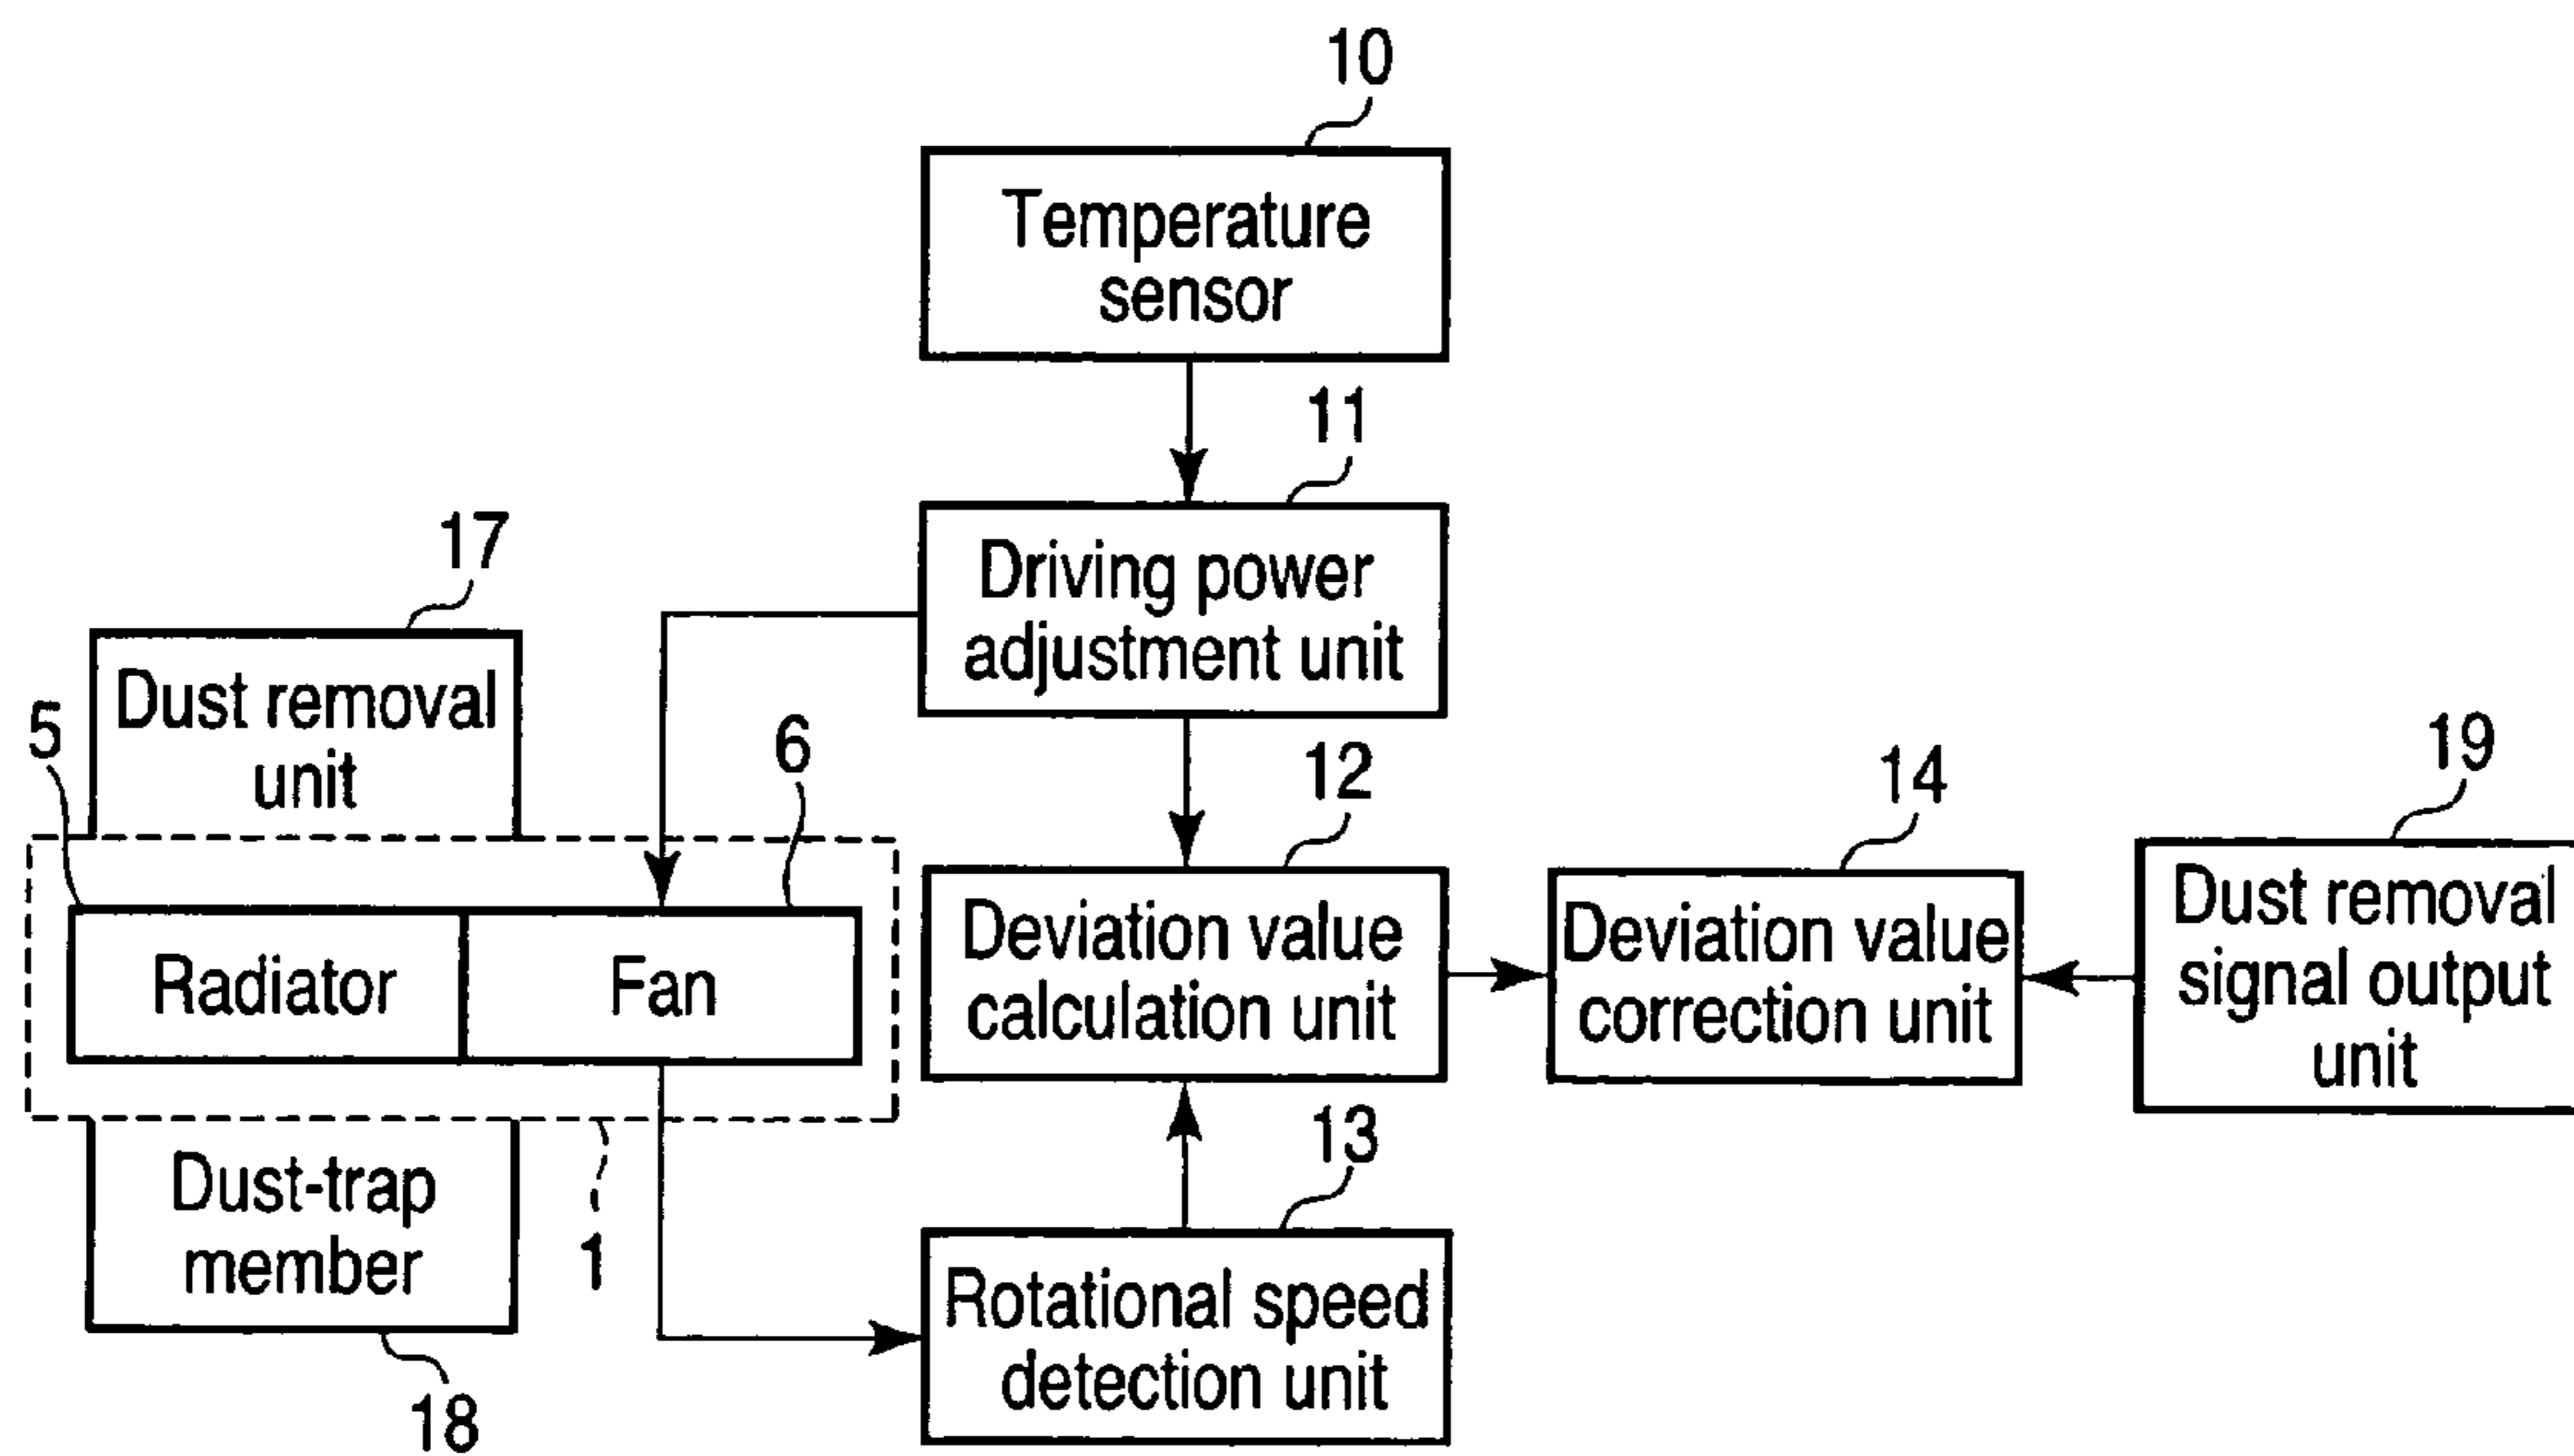 10
Temperature
sensor
11
Driving power
adjustment unit
17
Dust removal
unit
5
6
Radiator
Fan
1
Dust-trap
member
18
12
Deviation value
calculation unit
13
Rotational speed
detection unit
14
Deviation value
correction unit
19
Dust removal
signal output
unit